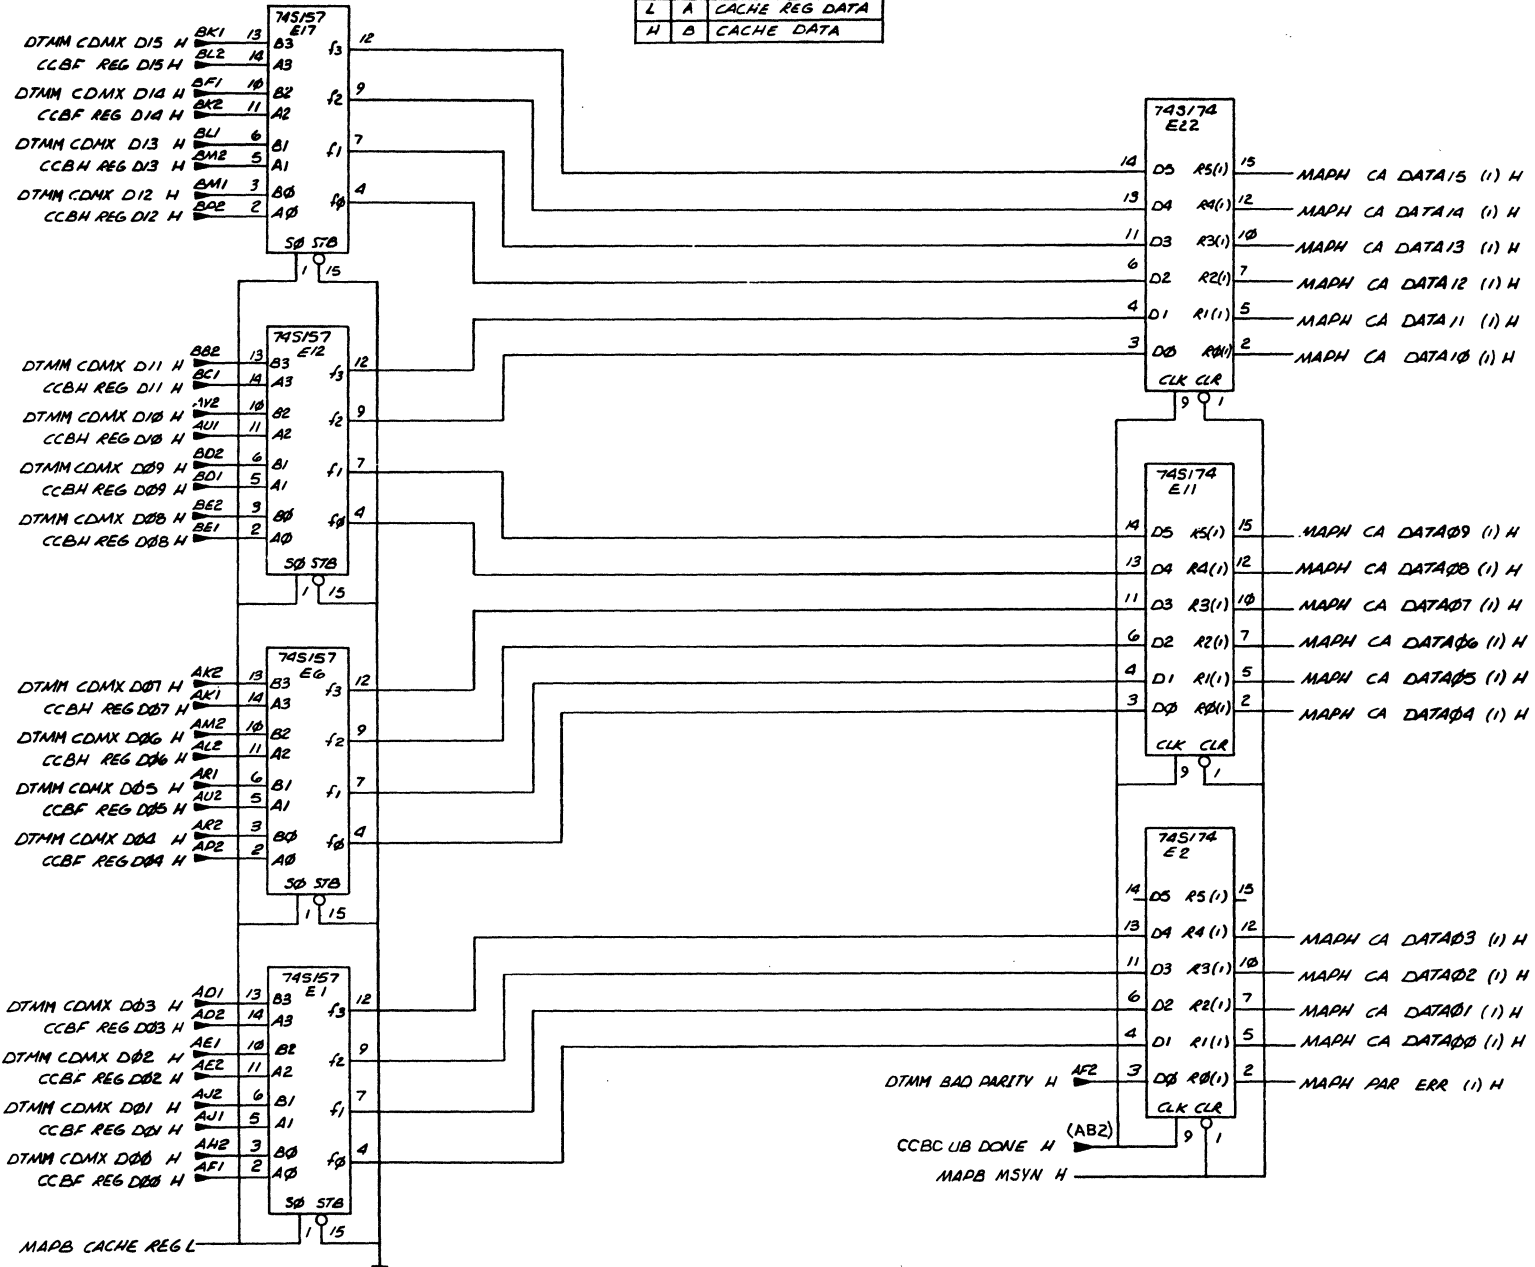 L A CACHE REG DATA
H B CACHE DATA
74S157
E17
DTMM CDMX D15 H BK1 13 B3
CCBF REG D15 H BL2 14 A3
f3 12
DTMM CDMX D14 H BF1 1Ø B2
CCBF REG D14 H BK2 11 A2
f2 9
DTMM CDMX D13 H BL1 6 B1
CCBH REG D13 H BM2 5 A1
f1 7
DTMM CDMX D12 H BM1 3 BØ
CCBH REG D12 H BP2 2 AØ
fØ 4
SØ STB
1 15
74S157
E12
DTMM CDMX D11 H BB2 13 B3
CCBH REG D11 H BC1 14 A3
f3 12
DTMM CDMX D1Ø H AV2 1Ø B2
CCBH REG D1Ø H AU1 11 A2
f2 9
DTMM CDMX DØ9 H BD2 6 B1
CCBH REG DØ9 H BD1 5 A1
f1 7
DTMM CDMX DØ8 H BE2 3 BØ
CCBH REG DØ8 H BE1 2 AØ
fØ 4
SØ STB
1 15
74S157
E6
DTMM CDMX DØ7 H AK2 13 B3
CCBH REG DØ7 H AK1 14 A3
f3 12
DTMM CDMX DØ6 H AM2 1Ø B2
CCBH REG DØ6 H AL2 11 A2
f2 9
DTMM CDMX DØ5 H AR1 6 B1
CCBF REG DØ5 H AU2 5 A1
f1 7
DTMM CDMX DØ4 H AR2 3 BØ
CCBF REG DØ4 H AP2 2 AØ
fØ 4
SØ STB
1 15
74S157
E1
DTMM CDMX DØ3 H AD1 13 B3
CCBF REG DØ3 H AD2 14 A3
f3 12
DTMM CDMX DØ2 H AE1 1Ø B2
CCBF REG DØ2 H AE2 11 A2
f2 9
DTMM CDMX DØ1 H AJ2 6 B1
CCBF REG DØ1 H AJ1 5 A1
f1 7
DTMM CDMX DØØ H AH2 3 BØ
CCBF REG DØØ H AF1 2 AØ
fØ 4
SØ STB
1 15
MAPB CACHE REG L
74S174
E22
14 D5 R5(1) 15 MAPH CA DATA15 (1) H
13 D4 R4(1) 12 MAPH CA DATA14 (1) H
11 D3 R3(1) 1Ø MAPH CA DATA13 (1) H
6 D2 R2(1) 7 MAPH CA DATA12 (1) H
4 D1 R1(1) 5 MAPH CA DATA11 (1) H
3 DØ RØ(1) 2 MAPH CA DATA1Ø (1) H
CLK CLR
9 1
74S174
E11
14 D5 R5(1) 15 MAPH CA DATAØ9 (1) H
13 D4 R4(1) 12 MAPH CA DATAØ8 (1) H
11 D3 R3(1) 1Ø MAPH CA DATAØ7 (1) H
6 D2 R2(1) 7 MAPH CA DATAØ6 (1) H
4 D1 R1(1) 5 MAPH CA DATAØ5 (1) H
3 DØ RØ(1) 2 MAPH CA DATAØ4 (1) H
CLK CLR
9 1
74S174
E2
14 D5 R5(1) 15
13 D4 R4(1) 12 MAPH CA DATAØ3 (1) H
11 D3 R3(1) 1Ø MAPH CA DATAØ2 (1) H
6 D2 R2(1) 7 MAPH CA DATAØ1 (1) H
4 D1 R1(1) 5 MAPH CA DATAØØ (1) H
DTMM BAD PARITY H AF2 3 DØ RØ(1) 2 MAPH PAR ERR (1) H
CLK CLR
9 1
CCBC UB DONE H (AB2)
MAPB MSYN H